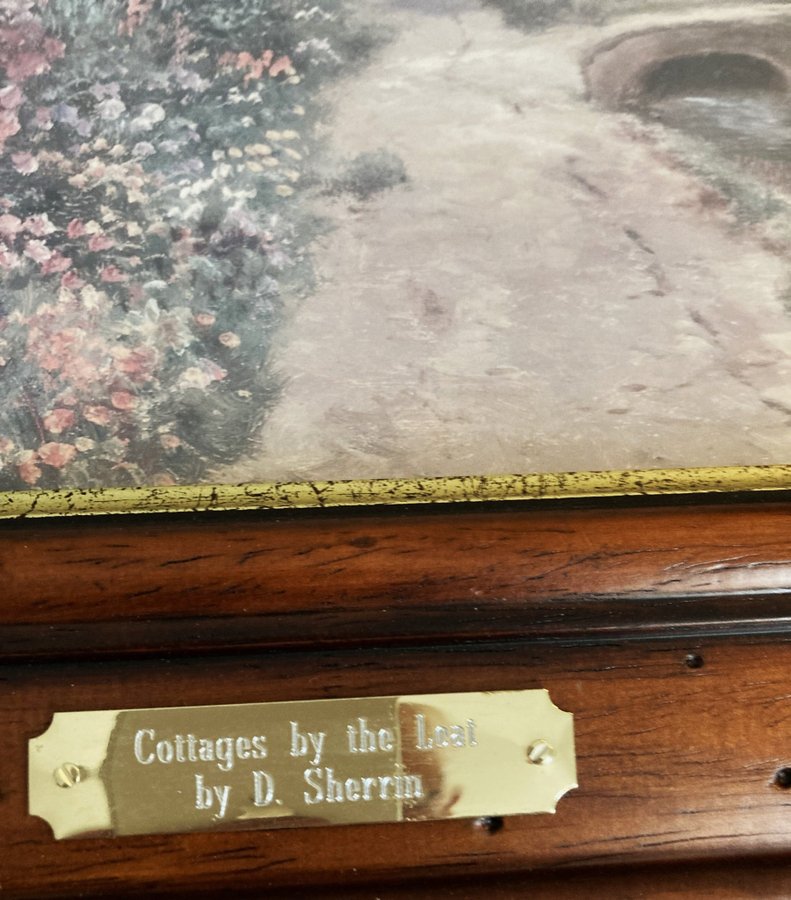 Cottages by the Leat
by D. Sherrin